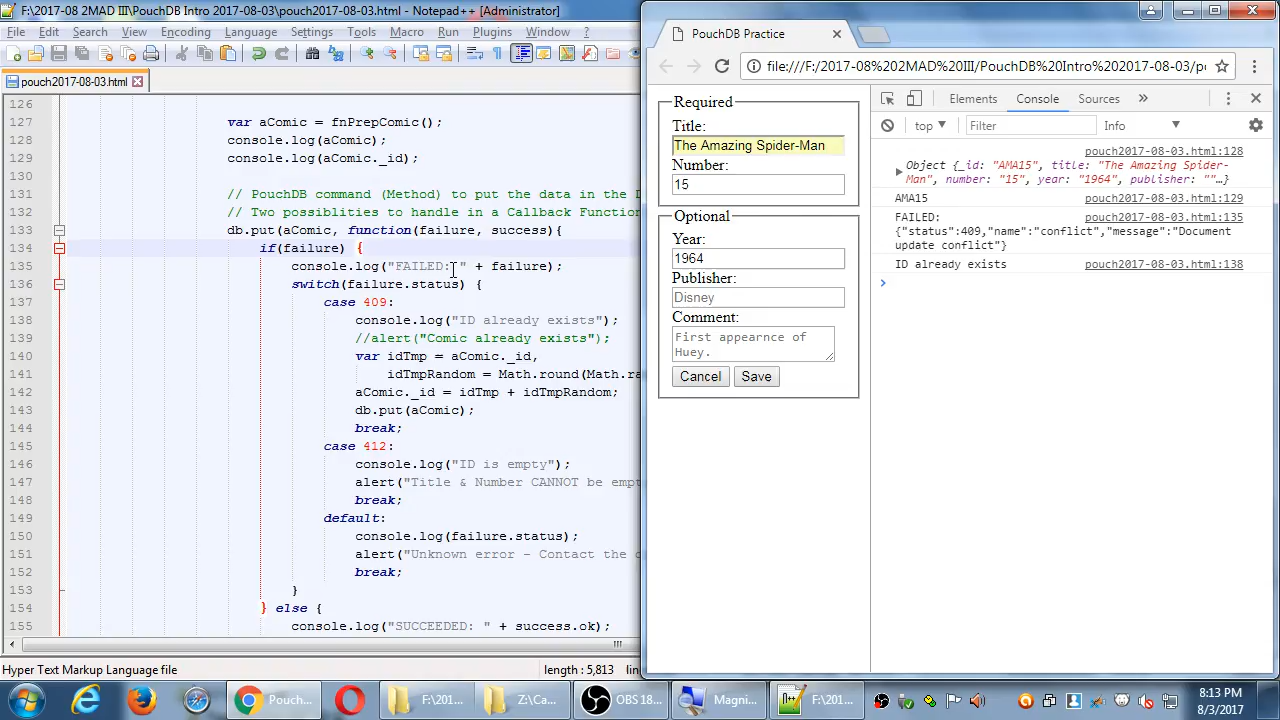 F:\2017-08 2MAD III\PouchDB Intro 2017-08-03\pouch2017-08-03.html - Notepad++ [Administrator]
File Edit Search View Encoding Language Settings Tools Macro Run Plugins Window ?
pouch2017-08-03.html
126
127 var aComic = fnPrepComic();
128 console.log(aComic);
129 console.log(aComic._id);
130
131 // PouchDB command (Method) to put the data in the D
132 // Two possiblities to handle in a Callback Function
133 db.put(aComic, function(failure, success){
134 if(failure) {
135 console.log("FAILED: " + failure);
136 switch(failure.status) {
137 case 409:
138 console.log("ID already exists");
139 //alert("Comic already exists");
140 var idTmp = aComic._id,
141 idTmpRandom = Math.round(Math.ra
142 aComic._id = idTmp + idTmpRandom;
143 db.put(aComic);
144 break;
145 case 412:
146 console.log("ID is empty");
147 alert("Title & Number CANNOT be empt
148 break;
149 default:
150 console.log(failure.status);
151 alert("Unknown error - Contact the d
152 break;
153 }
154 } else {
155 console.log("SUCCEEDED: " + success.ok);
Hyper Text Markup Language file length : 5,813 lin
PouchDB Practice
file:///F:/2017-08%202MAD%20III/PouchDB%20Intro%202017-08-03/po
Required
Title:
The Amazing Spider-Man
Number:
15
Optional
Year:
1964
Publisher:
Disney
Comment:
First appearnce of
Huey.
Cancel Save
Elements Console Sources »
top Filter Info
pouch2017-08-03.html:128
Object {_id: "AMA15", title: "The Amazing Spider-
Man", number: "15", year: "1964", publisher: ""…}
AMA15 pouch2017-08-03.html:129
FAILED: pouch2017-08-03.html:135
{"status":409,"name":"conflict","message":"Document
update conflict"}
ID already exists pouch2017-08-03.html:138
Pouch... F:\201... Z:\Ca... OBS 18... Magni... F:\201...
8:13 PM
8/3/2017